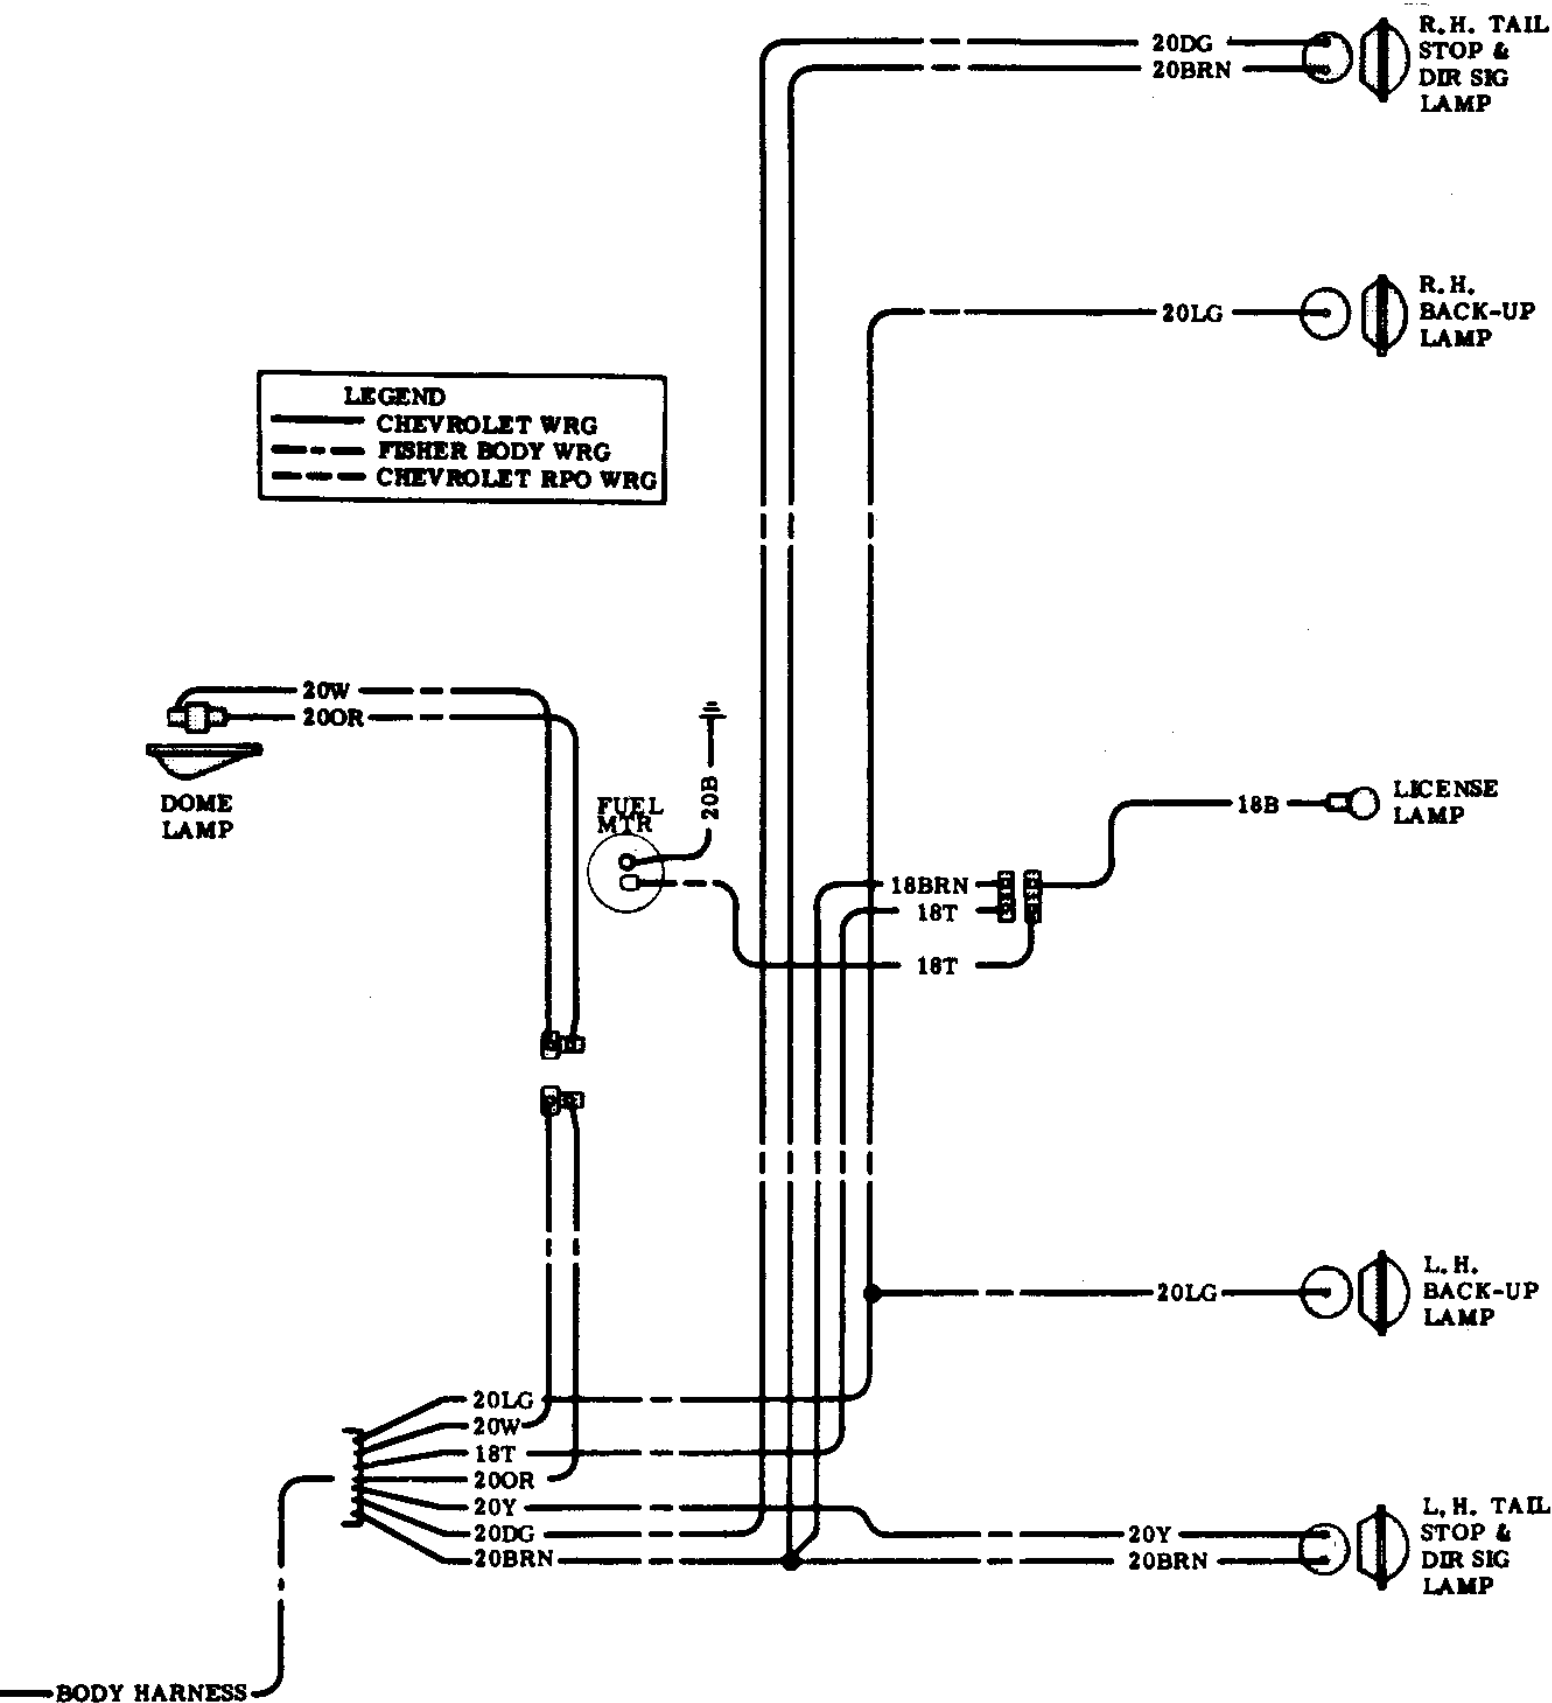 20DG
20BRN
R.H. TAIL
STOP &
DIR SIG
LAMP
20LG
R.H.
BACK-UP
LAMP
LEGEND
CHEVROLET WRG
FISHER BODY WRG
CHEVROLET RPO WRG
20W
20OR
DOME
LAMP
FUEL
MTR
20B
18B
LICENSE
LAMP
18BRN
18T
18T
20LG
L.H.
BACK-UP
LAMP
20LG
20W
18T
20OR
20Y
20DG
20BRN
20Y
20BRN
L.H. TAIL
STOP &
DIR SIG
LAMP
BODY HARNESS